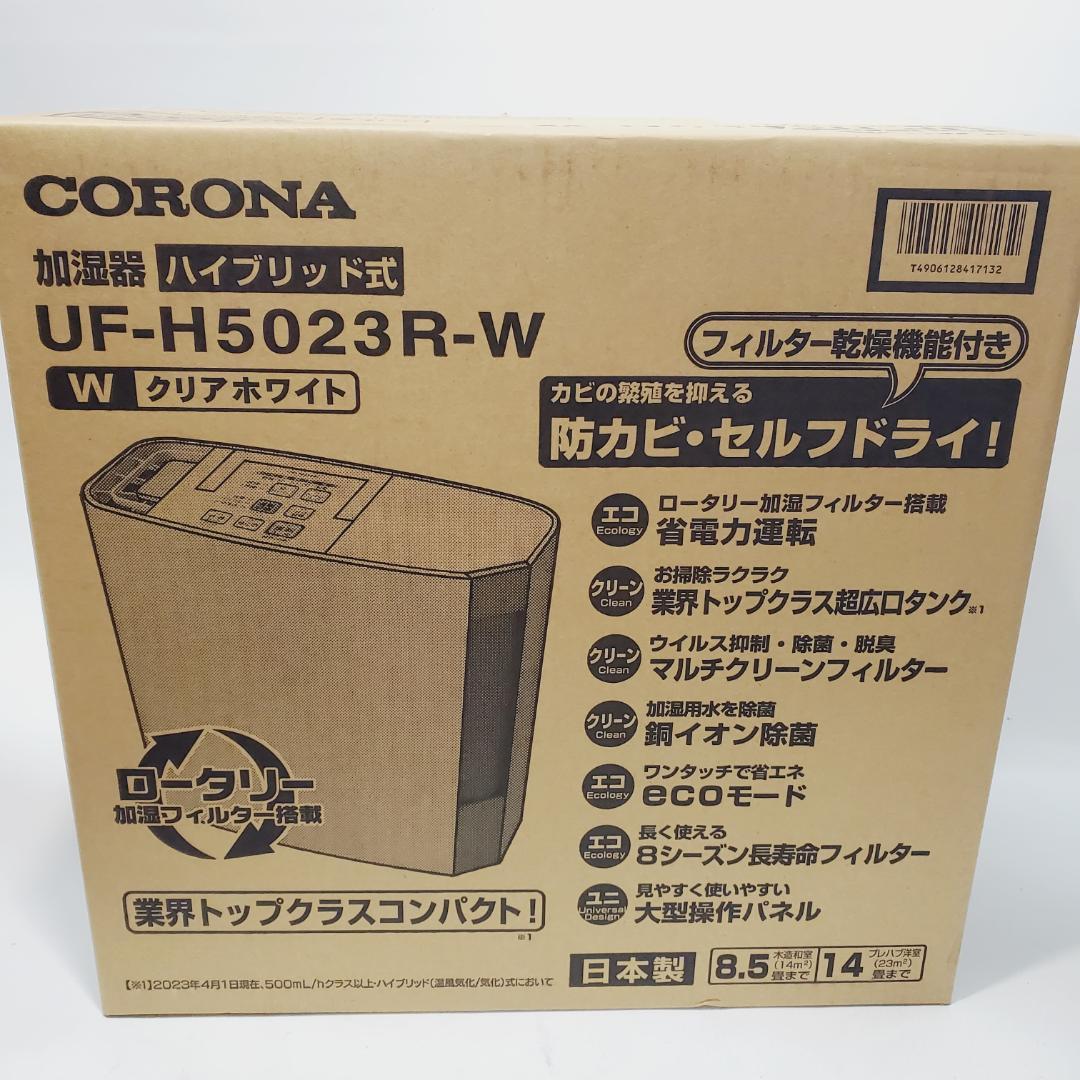 CORONA
加湿器 ハイブリッド式
UF-H5023R-W
W クリアホワイト
T4906128417132
フィルター乾燥機能付き
カビの繁殖を抑える
防カビ・セルフドライ!
エコ
Ecology
ロータリー加湿フィルター搭載
省電力運転
クリーン
Clean
お掃除ラクラク
業界トップクラス超広口タンク※1
クリーン
Clean
ウイルス抑制・除菌・脱臭
マルチクリーンフィルター
クリーン
Clean
加湿用水を除菌
銅イオン除菌
エコ
Ecology
ワンタッチで省エネ
ecoモード
エコ
Ecology
長く使える
8シーズン長寿命フィルター
ユニ
Universal
Design
見やすく使いやすい
大型操作パネル
ロータリー
加湿フィルター搭載
業界トップクラスコンパクト!
※1
日本製
8.5 木造和室
(14m²)
畳まで
14 プレハブ洋室
(23m²)
畳まで
【※1】2023年4月1日現在、500mL/hクラス以上・ハイブリッド(温風気化/気化)式において